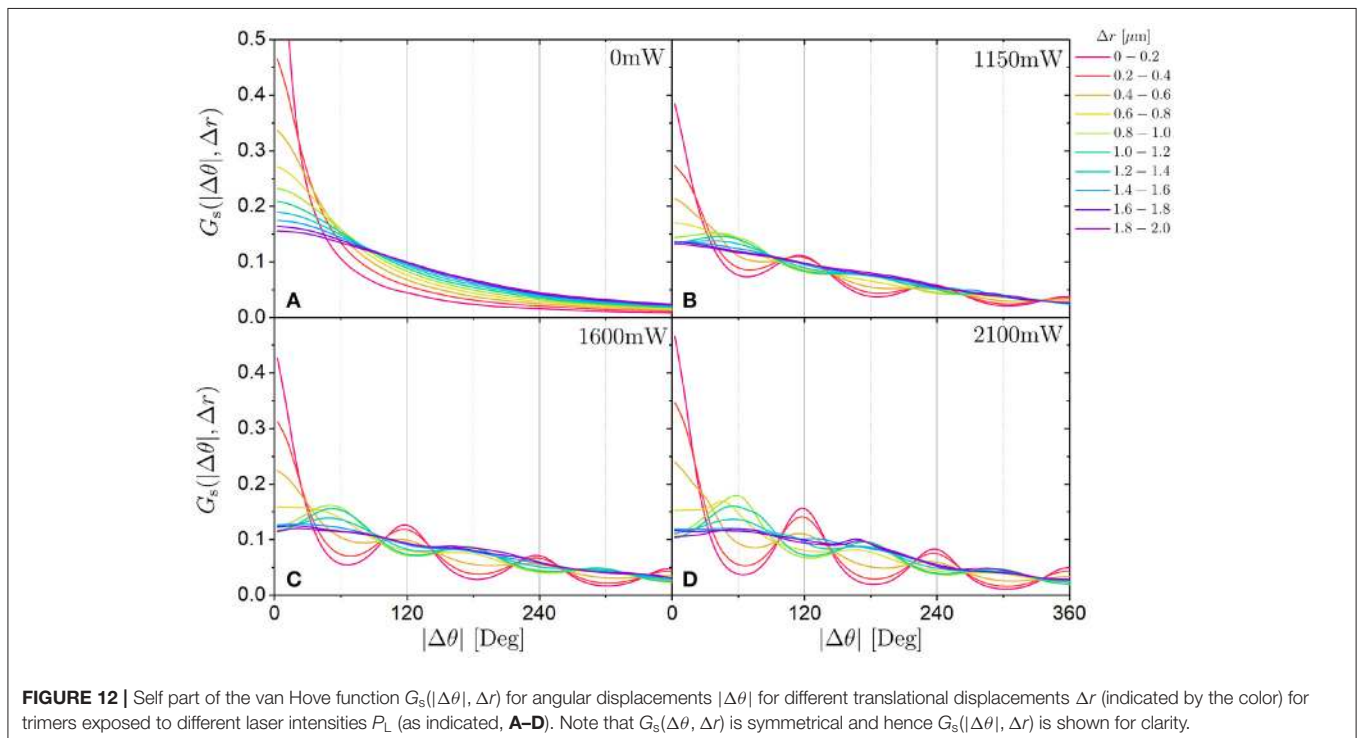 0.5
0.4
0.3
0.2
0.1
0.0
G_s(|Δθ|, Δr)
0mW
A
1150mW
B
Δr [μm]
0 – 0.2
0.2 – 0.4
0.4 – 0.6
0.6 – 0.8
0.8 – 1.0
1.0 – 1.2
1.2 – 1.4
1.4 – 1.6
1.6 – 1.8
1.8 – 2.0
0.4
0.3
0.2
0.1
0.0
G_s(|Δθ|, Δr)
1600mW
C
2100mW
D
0 120 240 0 120 240 360
|Δθ| [Deg] |Δθ| [Deg]
FIGURE 12 | Self part of the van Hove function G_s(|Δθ|, Δr) for angular displacements |Δθ| for different translational displacements Δr (indicated by the color) for
trimers exposed to different laser intensities P_L (as indicated, A–D). Note that G_s(Δθ, Δr) is symmetrical and hence G_s(|Δθ|, Δr) is shown for clarity.